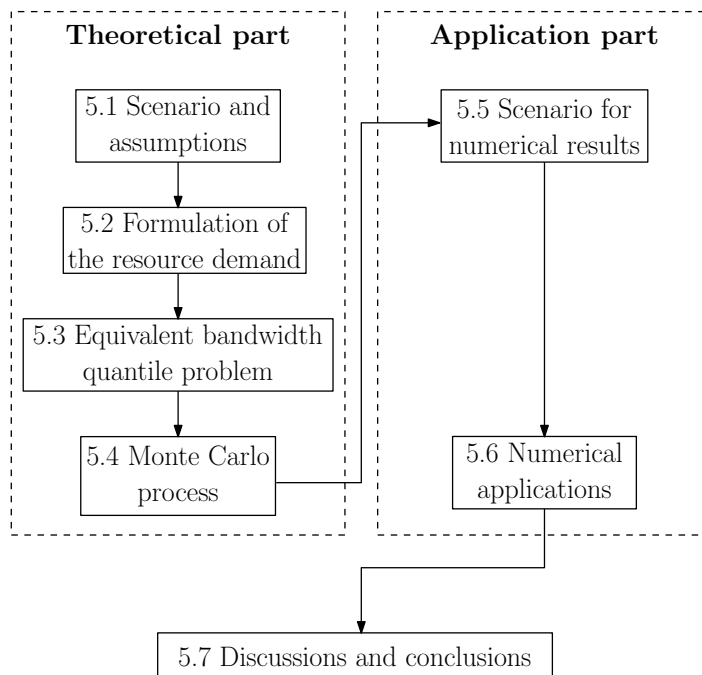 Theoretical part
5.1 Scenario and
assumptions
5.2 Formulation of
the resource demand
5.3 Equivalent bandwidth
quantile problem
5.4 Monte Carlo
process
Application part
5.5 Scenario for
numerical results
5.6 Numerical
applications
5.7 Discussions and conclusions